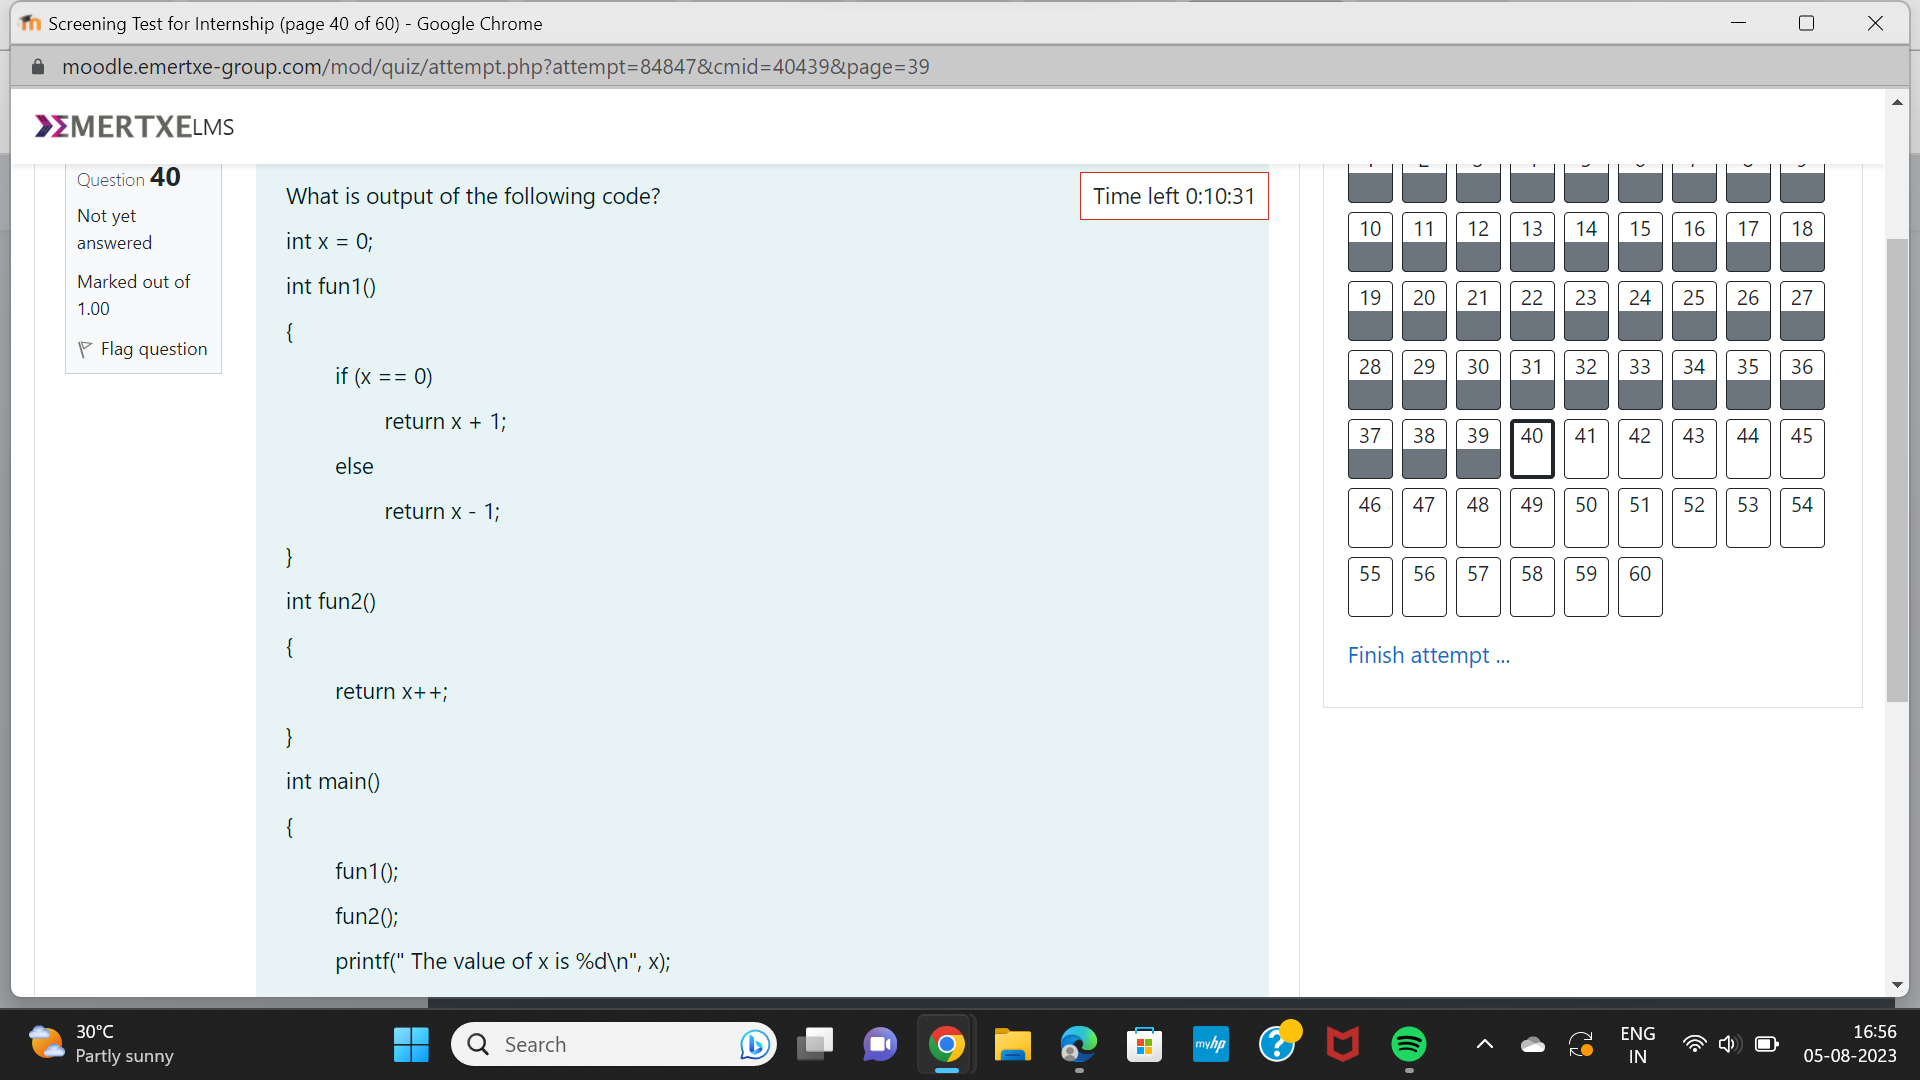 Screening Test for Internship (page 40 of 60) - Google Chrome
moodle.emertxe-group.com/mod/quiz/attempt.php?attempt=84847&cmid=40439&page=39
EMERTXE LMS
Question 40
Not yet
answered
Marked out of
1.00
Flag question
What is output of the following code?
int x = 0;
int fun1()
{
if (x == 0)
return x + 1;
else
return x - 1;
}
int fun2()
{
return x++;
}
int main()
{
fun1();
fun2();
printf(" The value of x is %d\n", x);
Time left 0:10:31
10 11 12 13 14 15 16 17 18
19 20 21 22 23 24 25 26 27
28 29 30 31 32 33 34 35 36
37 38 39 40 41 42 43 44 45
46 47 48 49 50 51 52 53 54
55 56 57 58 59 60
Finish attempt ...
30°C
Partly sunny
Search
myhp
ENG
IN
16:56
05-08-2023